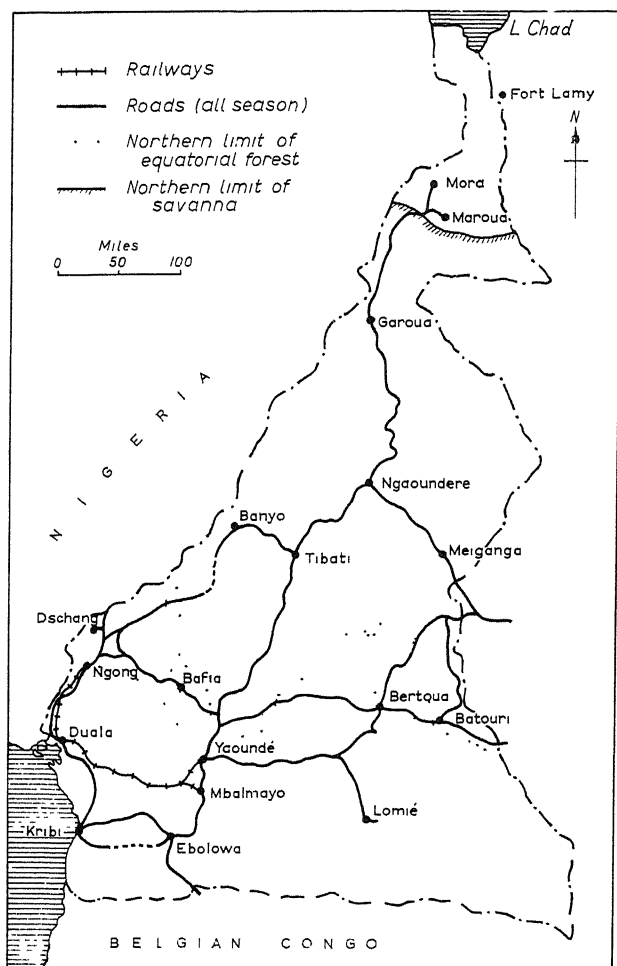 L Chad
Railways
Roads (all season)
Northern limit of
equatorial forest
Northern limit of
savanna
Miles
0 50 100
Fort Lamy
N
Mora
Maroua
Garoua
NIGERIA
Ngaoundere
Banyo
Tibati
Meiganga
Dschang
Ngong
Bafia
Bertoua
Batouri
Duala
Yaoundé
Mbalmayo
Lomié
Kribi
Ebolowa
BELGIAN CONGO